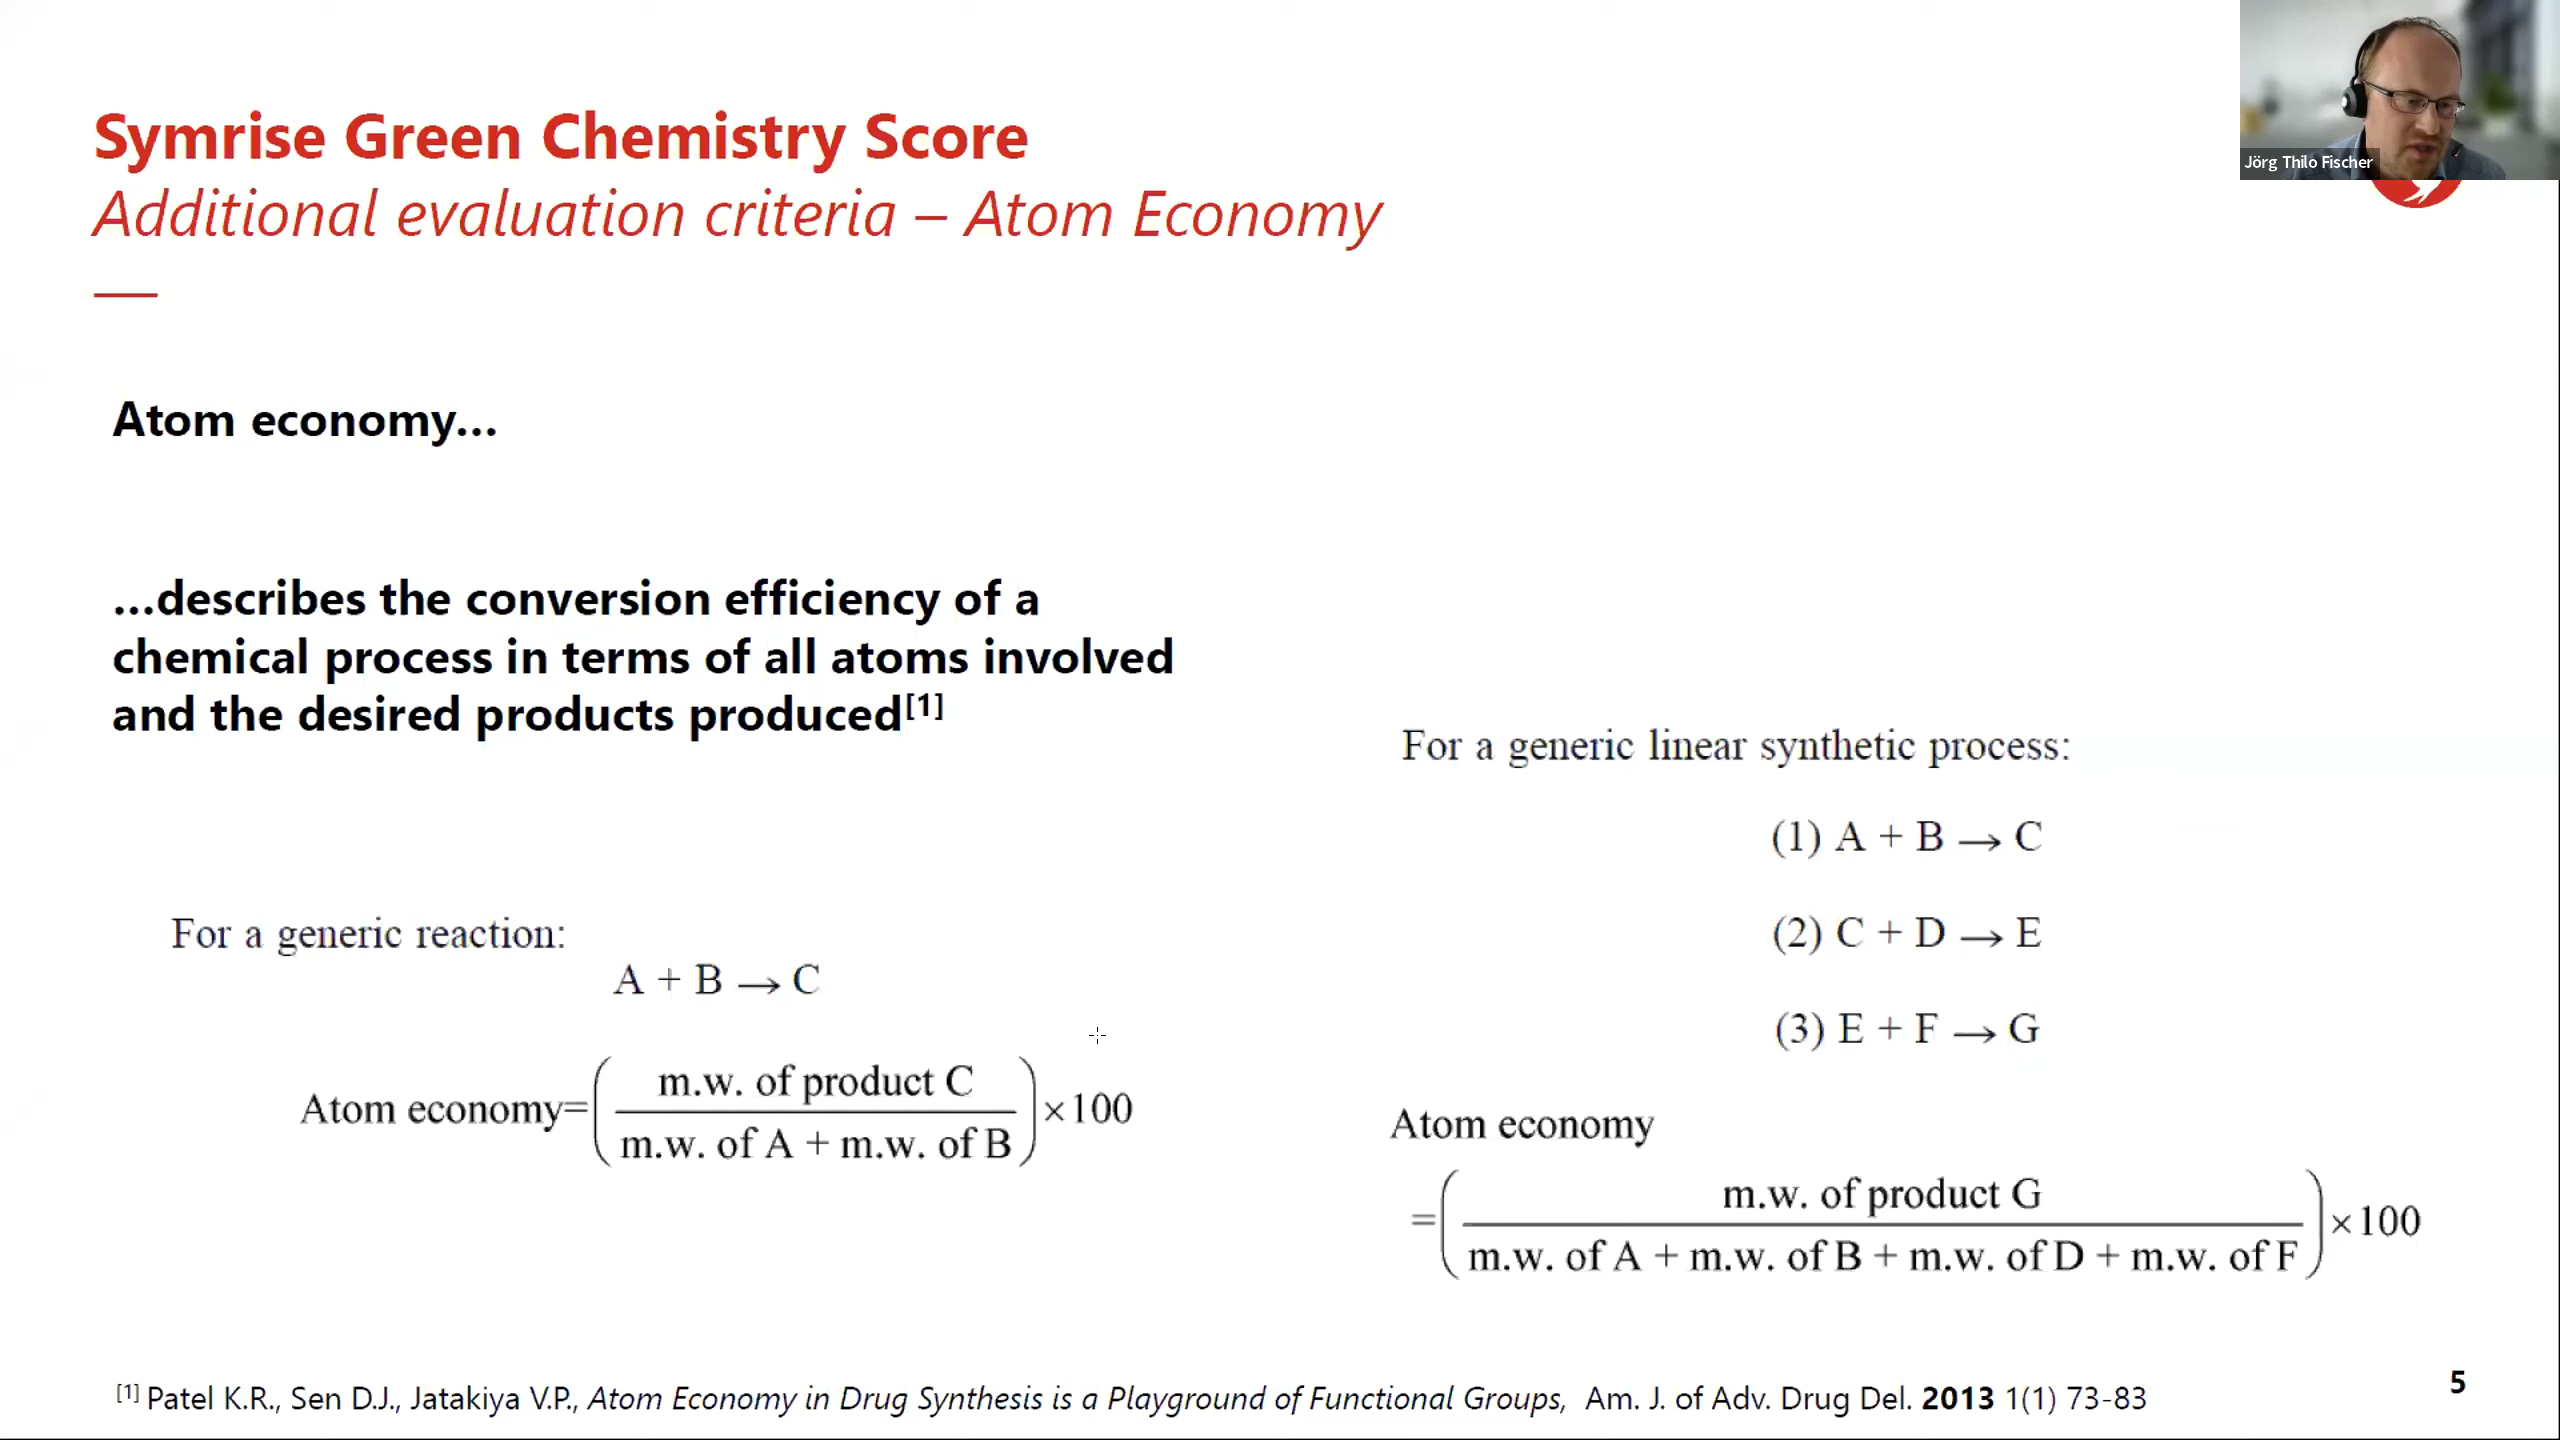 Symrise Green Chemistry Score
Additional evaluation criteria – Atom Economy
Jörg Thilo Fischer
Atom economy...
...describes the conversion efficiency of a
chemical process in terms of all atoms involved
and the desired products produced[1]
For a generic reaction:
A + B → C
Atom economy=(m.w. of product C / m.w. of A + m.w. of B)×100
For a generic linear synthetic process:
(1) A + B → C
(2) C + D → E
(3) E + F → G
Atom economy
=(m.w. of product G / m.w. of A + m.w. of B + m.w. of D + m.w. of F)×100
[1] Patel K.R., Sen D.J., Jatakiya V.P., Atom Economy in Drug Synthesis is a Playground of Functional Groups, Am. J. of Adv. Drug Del. 2013 1(1) 73-83
5